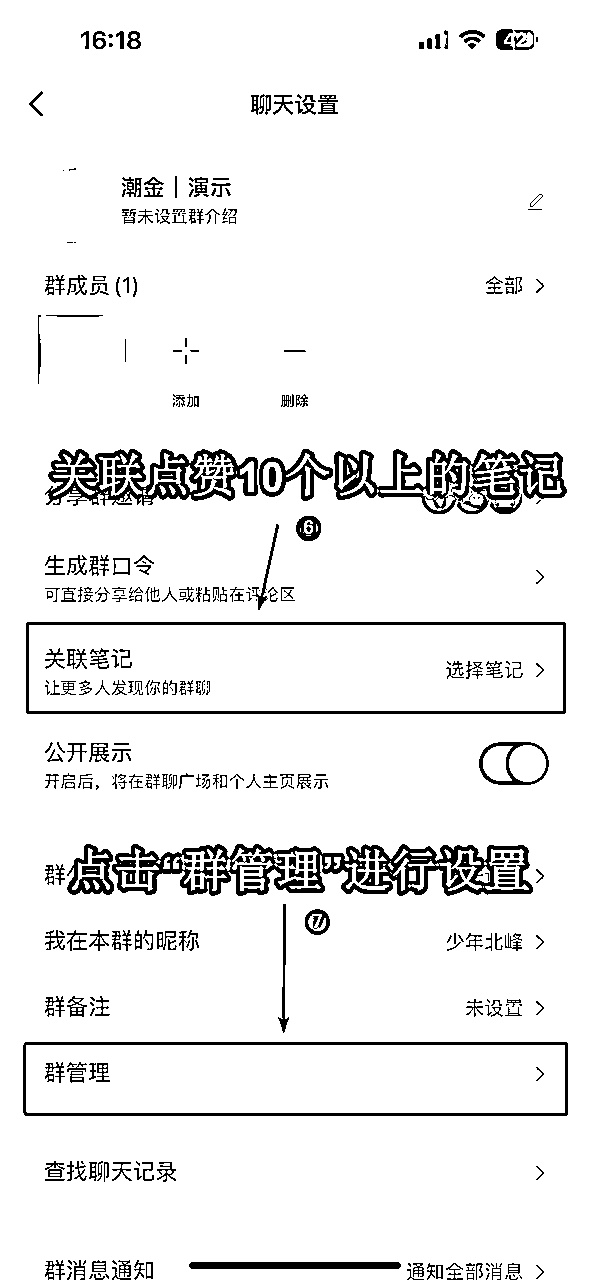 16:18
42
聊天设置
潮金｜演示
暂未设置群介绍
群成员 (1)
全部
添加
删除
关联点赞10个以上的笔记
分享群邀请
⑥
生成群口令
可直接分享给他人或粘贴在评论区
关联笔记
让更多人发现你的群聊
选择笔记
公开展示
开启后，将在群聊广场和个人主页展示
点击“群管理”进行设置
群
⑦
我在本群的昵称
少年北峰
群备注
未设置
群管理
查找聊天记录
群消息通知
通知全部消息